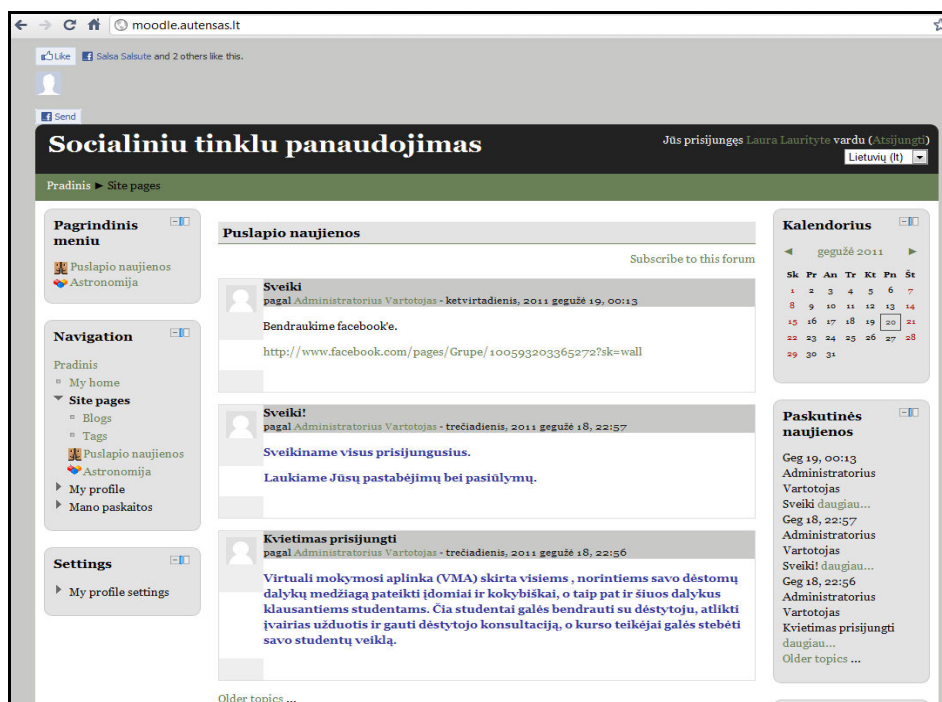 moodle.autensas.lt
Like Salsa Salsute and 2 others like this.
Send
Socialiniu tinklu panaudojimas
Jūs prisijungęs Laura Laurityte vardu (Atsijungti)
Lietuvių (lt)
Pradinis ► Site pages
Pagrindinis
meniu
Puslapio naujienos
Astronomija
Navigation
Pradinis
My home
Site pages
Blogs
Tags
Puslapio naujienos
Astronomija
My profile
Mano paskaitos
Settings
My profile settings
Puslapio naujienos
Subscribe to this forum
Sveiki
pagal Administratorius Vartotojas - ketvirtadienis, 2011 gegužė 19, 00:13
Bendraukime facebook'e.
http://www.facebook.com/pages/Grupe/100593203365272?sk=wall
Sveiki!
pagal Administratorius Vartotojas - trečiadienis, 2011 gegužė 18, 22:57
Sveikiname visus prisijungusius.
Laukiame Jūsų pastabėjimų bei pasiūlymų.
Kvietimas prisijungti
pagal Administratorius Vartotojas - trečiadienis, 2011 gegužė 18, 22:56
Virtuali mokymosi aplinka (VMA) skirta visiems , norintiems savo dėstomų
dalykų medžiagą pateikti įdomiai ir kokybiškai, o taip pat ir šiuos dalykus
klausantiems studentams. Čia studentai galės bendrauti su dėstytoju, atlikti
įvairias užduotis ir gauti dėstytojo konsultaciją, o kurso teikėjai galės stebėti
savo studentų veiklą.
Older topics ...
Kalendorius
◄ gegužė 2011 ►
Sk Pr An Tr Kt Pn Št
1 2 3 4 5 6 7
8 9 10 11 12 13 14
15 16 17 18 19 20 21
22 23 24 25 26 27 28
29 30 31
Paskutinės
naujienos
Geg 19, 00:13
Administratorius
Vartotojas
Sveiki daugiau...
Geg 18, 22:57
Administratorius
Vartotojas
Sveiki! daugiau...
Geg 18, 22:56
Administratorius
Vartotojas
Kvietimas prisijungti
daugiau...
Older topics ...